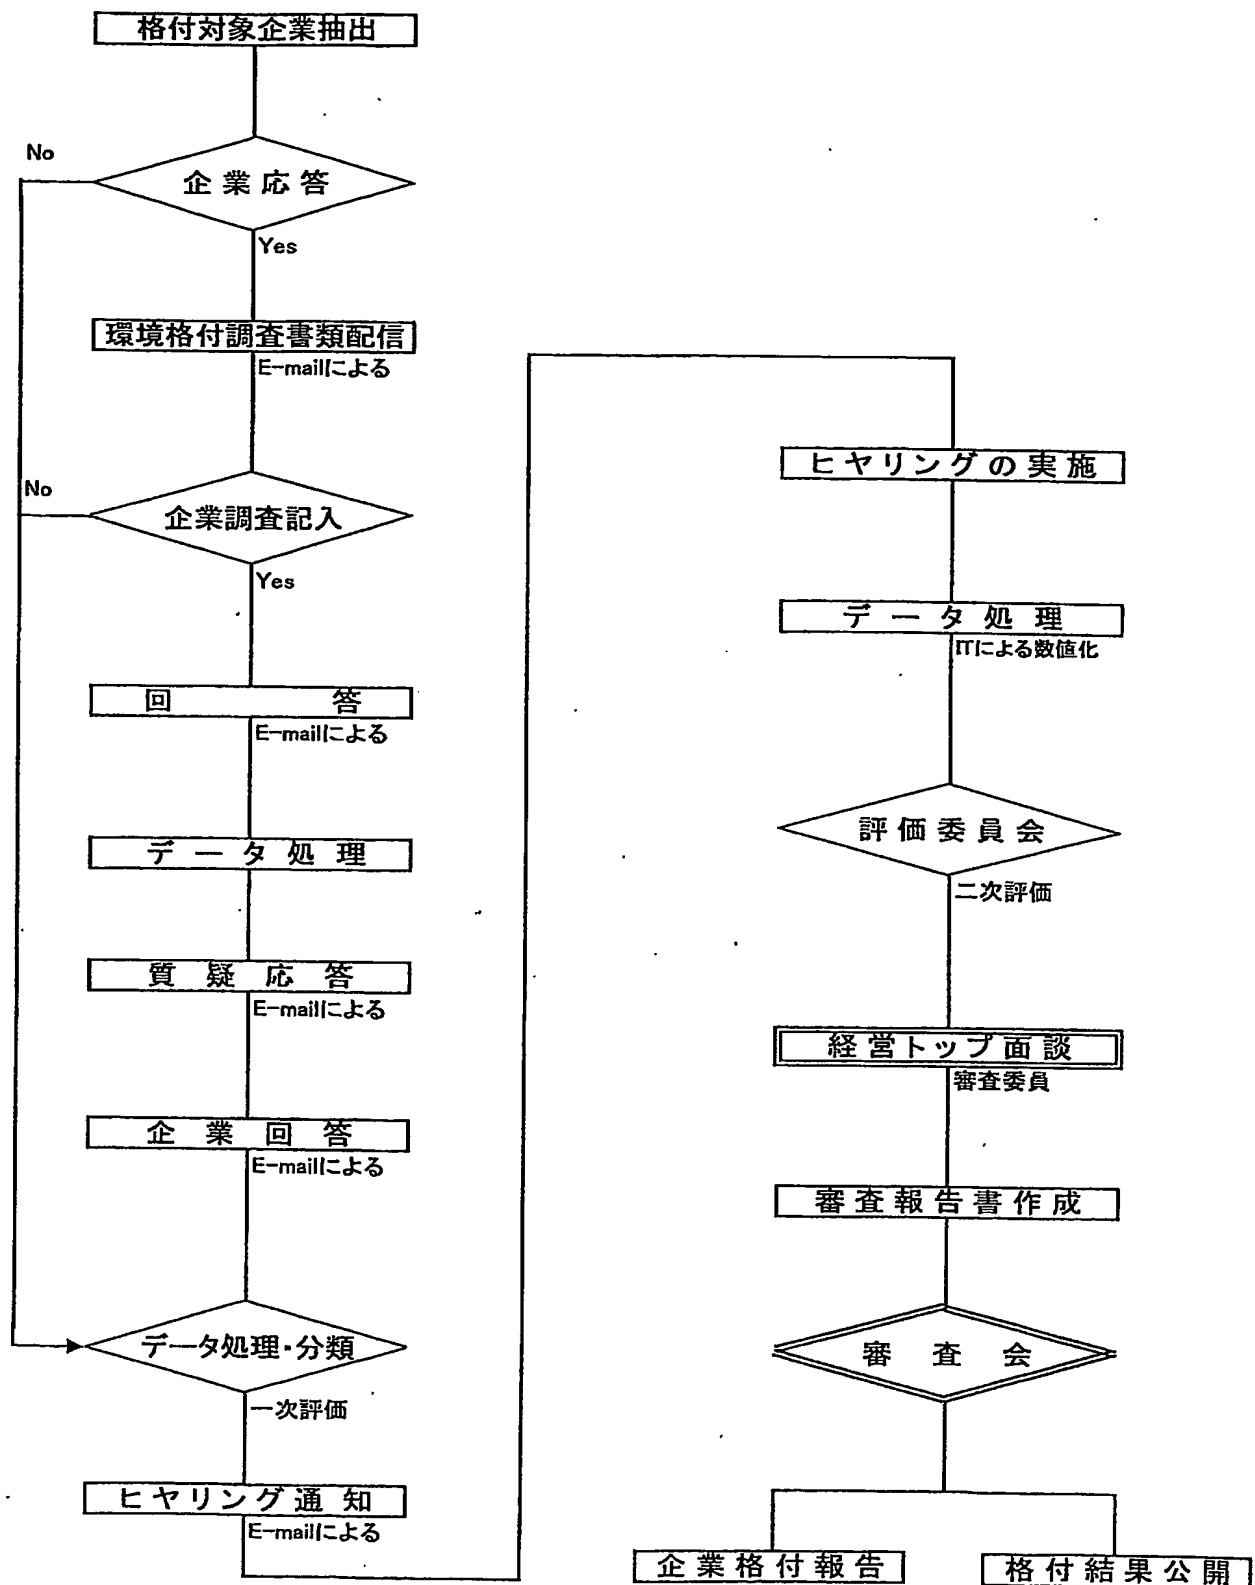 格付対象企業抽出
No
企業応答
Yes
環境格付調査書類配信
E-mailによる
No
企業調査記入
Yes
回答
E-mailによる
データ処理
質疑応答
E-mailによる
企業回答
E-mailによる
データ処理・分類
一次評価
ヒヤリング通知
E-mailによる
ヒヤリングの実施
データ処理
ITによる数値化
評価委員会
二次評価
経営トップ面談
審査委員
審査報告書作成
審査会
企業格付報告
格付結果公開